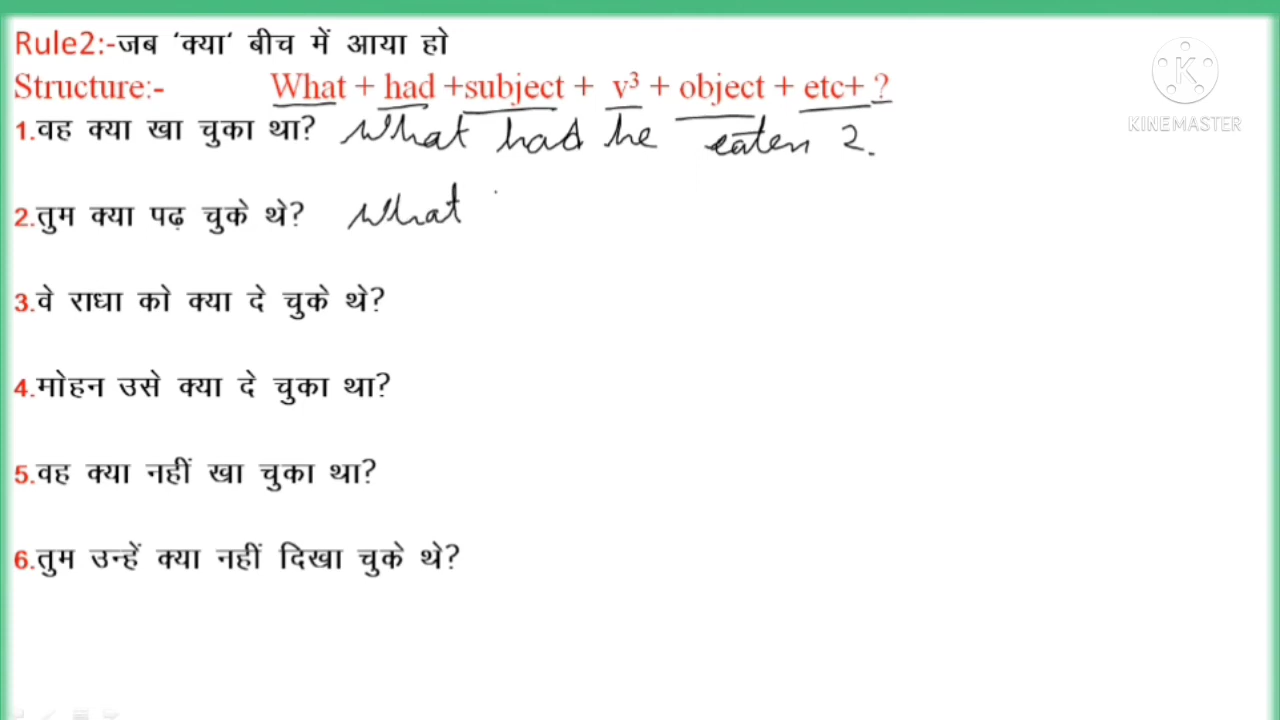 Rule2:-जब ‘क्या‘ बीच में आया हो
Structure:- What + had +subject + v³ + object + etc+ ?
1.वह क्या खा चुका था? What had he eaten ?
2.तुम क्या पढ़ चुके थे? What
3.वे राधा को क्या दे चुके थे?
4.मोहन उसे क्या दे चुका था?
5.वह क्या नहीं खा चुका था?
6.तुम उन्हें क्या नहीं दिखा चुके थे?
K
KINEMASTER